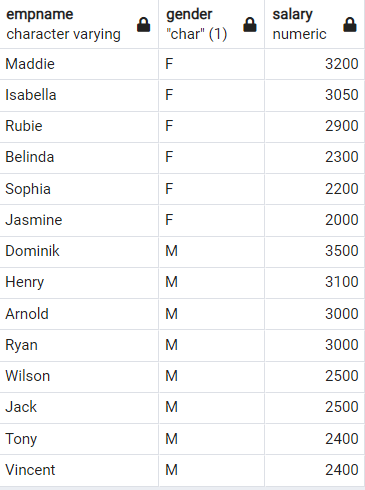 empname gender salary
character varying "char" (1) numeric
Maddie F 3200
Isabella F 3050
Rubie F 2900
Belinda F 2300
Sophia F 2200
Jasmine F 2000
Dominik M 3500
Henry M 3100
Arnold M 3000
Ryan M 3000
Wilson M 2500
Jack M 2500
Tony M 2400
Vincent M 2400